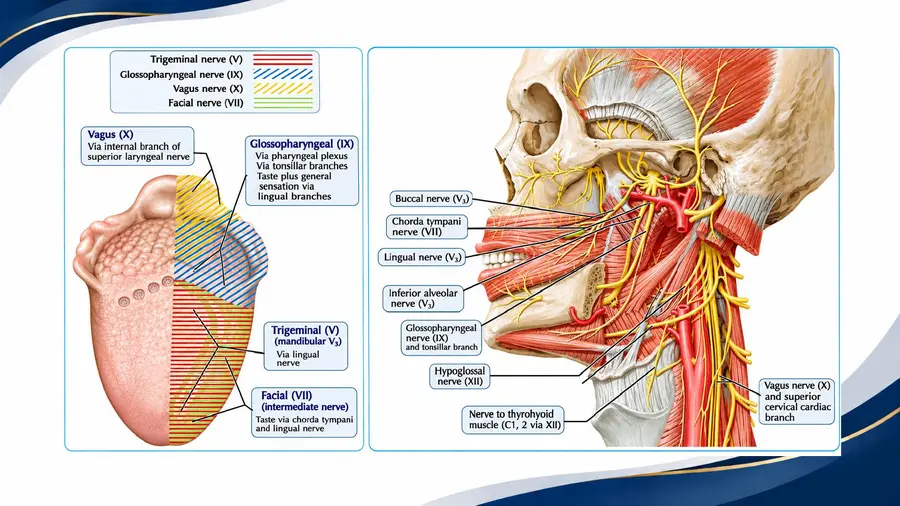 Trigeminal nerve (V)
Glossopharyngeal nerve (IX)
Vagus nerve (X)
Facial nerve (VII)
Vagus (X)
Via internal branch of
superior laryngeal nerve
Glossopharyngeal (IX)
Via pharyngeal plexus
Via tonsillar branches
Taste plus general
sensation via
lingual branches
Trigeminal (V)
(mandibular V₃)
Via lingual
nerve
Facial (VII)
(intermediate nerve)
Taste via chorda tympani
and lingual nerve
Buccal nerve (V₃)
Chorda tympani
nerve (VII)
Lingual nerve (V₃)
Inferior alveolar
nerve (V₃)
Glossopharyngeal
nerve (IX)
and tonsillar branch
Hypoglossal
nerve (XII)
Nerve to thyrohyoid
muscle (C1, 2 via XII)
Vagus nerve (X)
and superior
cervical cardiac
branch